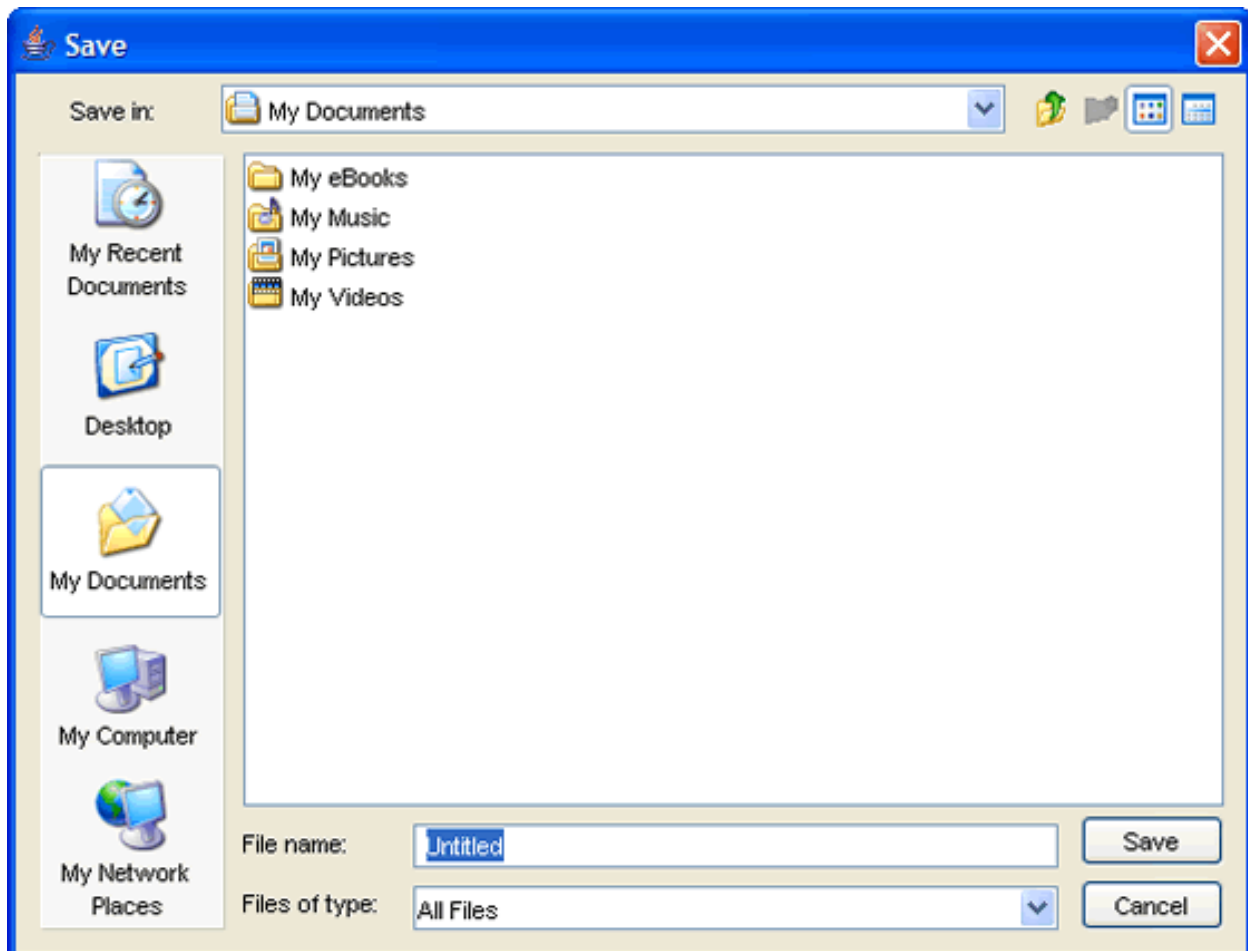 Save
Save in:
My Documents
My Recent
Documents
Desktop
My Documents
My Computer
My Network
Places
My eBooks
My Music
My Pictures
My Videos
File name:
Untitled
Save
Files of type:
All Files
Cancel